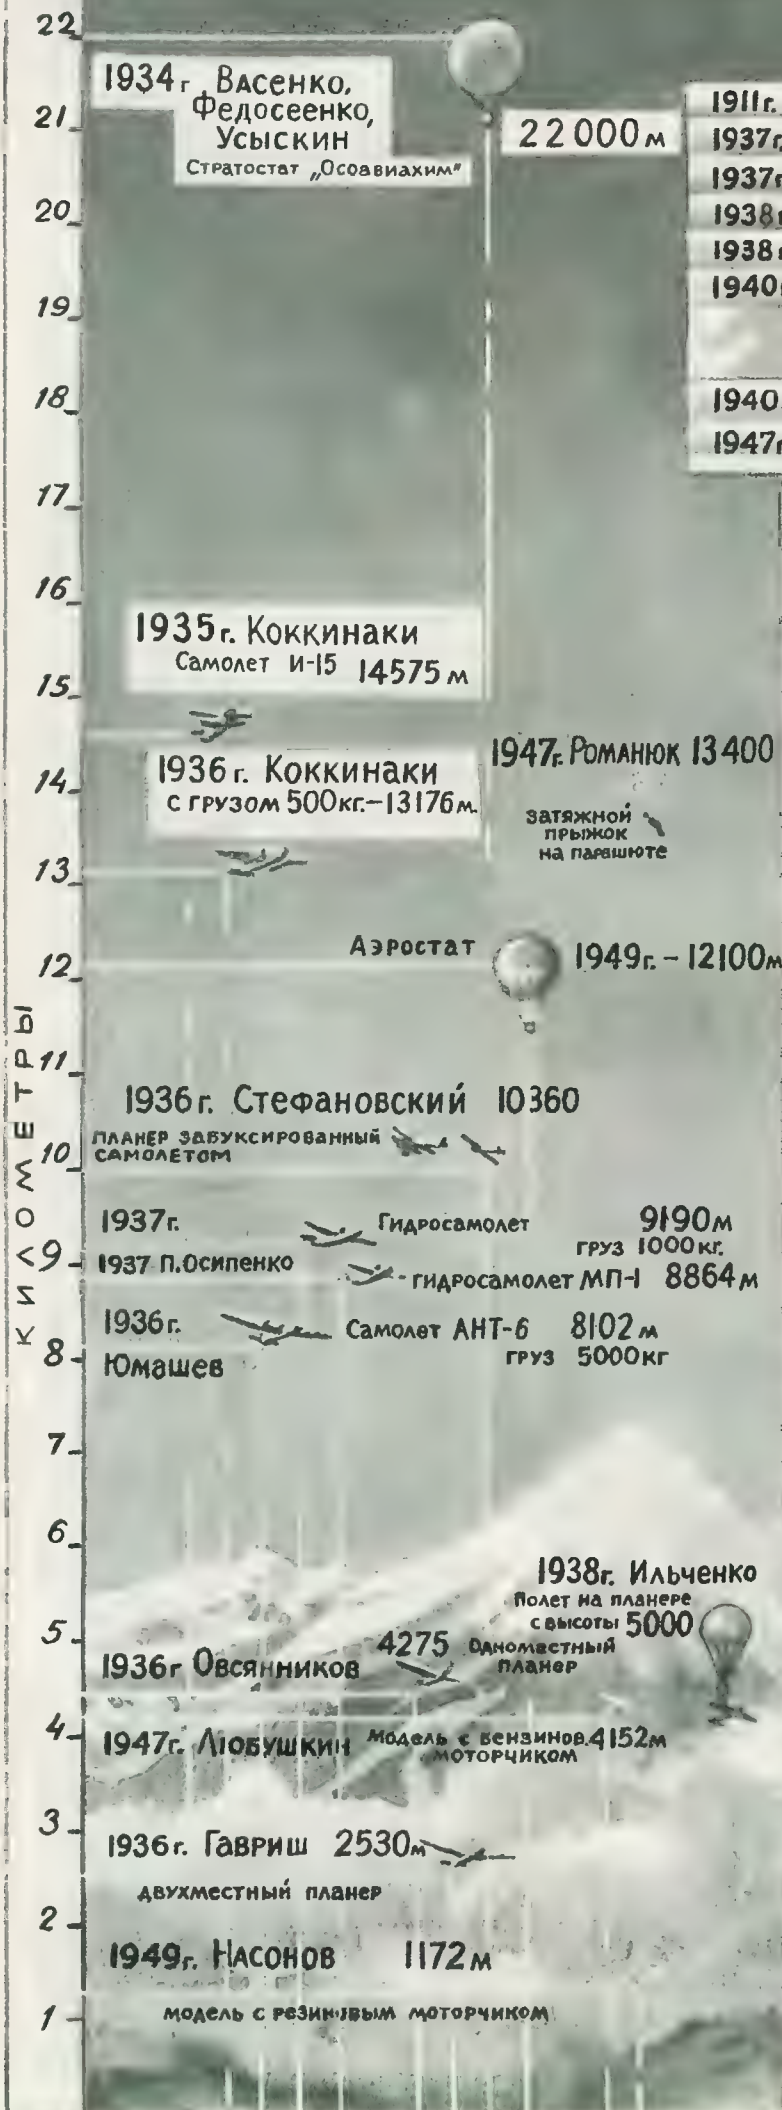 22
1934г. Васенко,
Федосеенко,
Усыскин
Стратостат „Осоавиахим"
22000м
21
20
19
18
17
1911г.
1937г.
1937г
1938г
1938г
1940г
1940
1947г
16
1935г. Коккинаки
Самолет И-15 14575м
15
1936г. Коккинаки
с грузом 500кг.-13176м.
14
1947г. Романюк 13400
затяжной
прыжок
на парашюте
13
Аэростат
1949г. - 12100м
12
КИЛОМЕТРЫ
11
1936г. Стефановский 10360
планер забуксированный
самолетом
10
1937г. Гидросамолет 9190м
груз 1000кг.
9
1937 П.Осипенко гидросамолет МП-1 8864м
1936г. Самолет АНТ-6 8102м
Юмашев груз 5000кг
8
7
6
1938г. Ильченко
Полет на планере
с высоты 5000
5
1936г Овсянников 4275 Одноместный
планер
4
1947г. Любушкин модель с бензинов. 4152м
моторчиком
3
1936г. Гавриш 2530м
двухместный планер
2
1949г. Насонов 1172м
модель с резиновым моторчиком
1